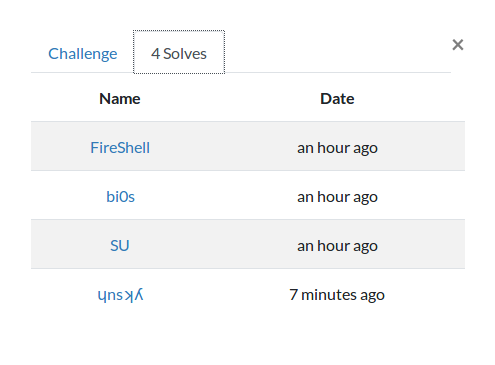 Challenge 4 Solves ×
Name Date
FireShell an hour ago
bi0s an hour ago
SU an hour ago
ɥnsʞʎ 7 minutes ago